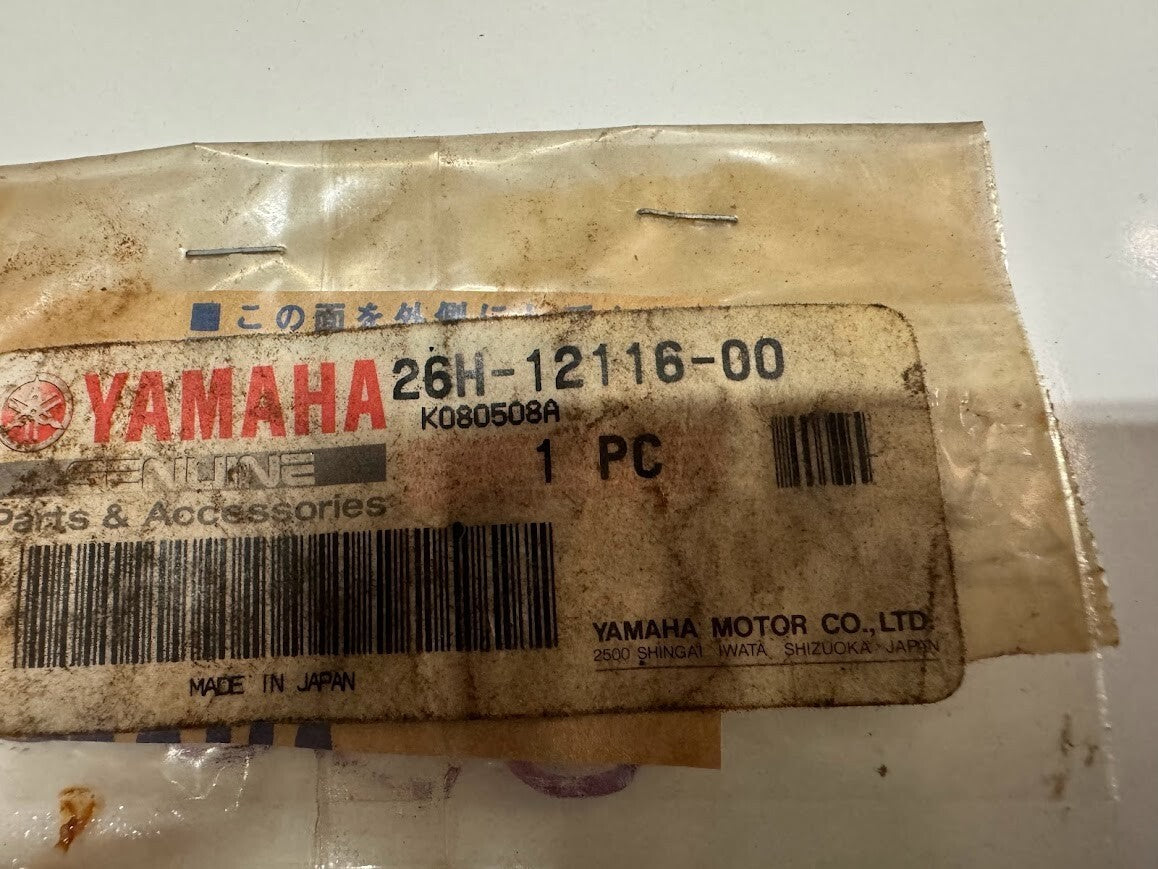 ■この面を外側に
YAMAHA 26H-12116-00
K080508A
GENUINE 1 PC
Parts & Accessories
YAMAHA MOTOR CO.,LTD.
2500 SHINGAI IWATA SHIZUOKA JAPAN
MADE IN JAPAN